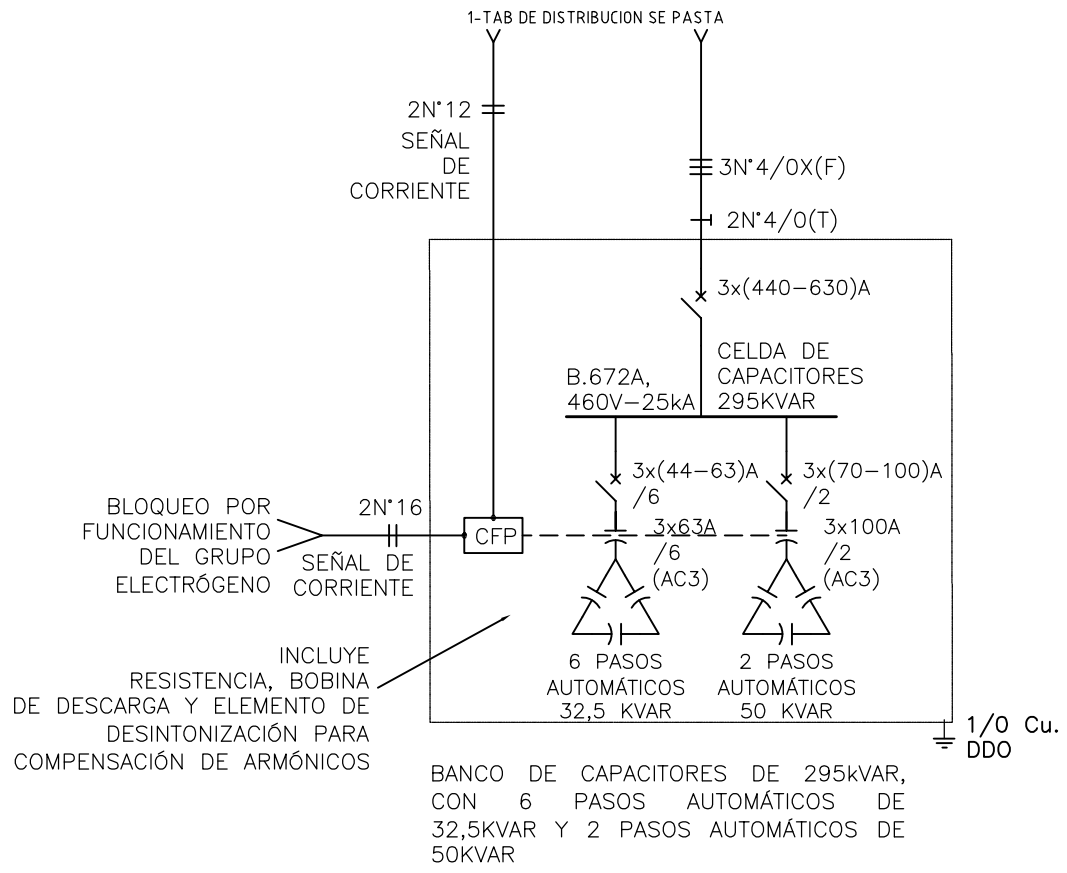 1-TAB DE DISTRIBUCION SE PASTA
2N°12
SEÑAL
DE
CORRIENTE
3N°4/0X(F)
2N°4/0(T)
3x(440-630)A
CELDA DE
CAPACITORES
295KVAR
B.672A,
460V-25kA
3x(44-63)A
/6
3x(70-100)A
/2
BLOQUEO POR
FUNCIONAMIENTO
DEL GRUPO
ELECTRÓGENO
2N°16
SEÑAL DE
CORRIENTE
CFP
3x63A
/6
(AC3)
3x100A
/2
(AC3)
6 PASOS
AUTOMÁTICOS
32,5 KVAR
2 PASOS
AUTOMÁTICOS
50 KVAR
INCLUYE
RESISTENCIA, BOBINA
DE DESCARGA Y ELEMENTO DE
DESINTONIZACIÓN PARA
COMPENSACIÓN DE ARMÓNICOS
1/0 Cu.
DDO
BANCO DE CAPACITORES DE 295kVAR,
CON 6 PASOS AUTOMÁTICOS DE
32,5KVAR Y 2 PASOS AUTOMÁTICOS DE
50KVAR